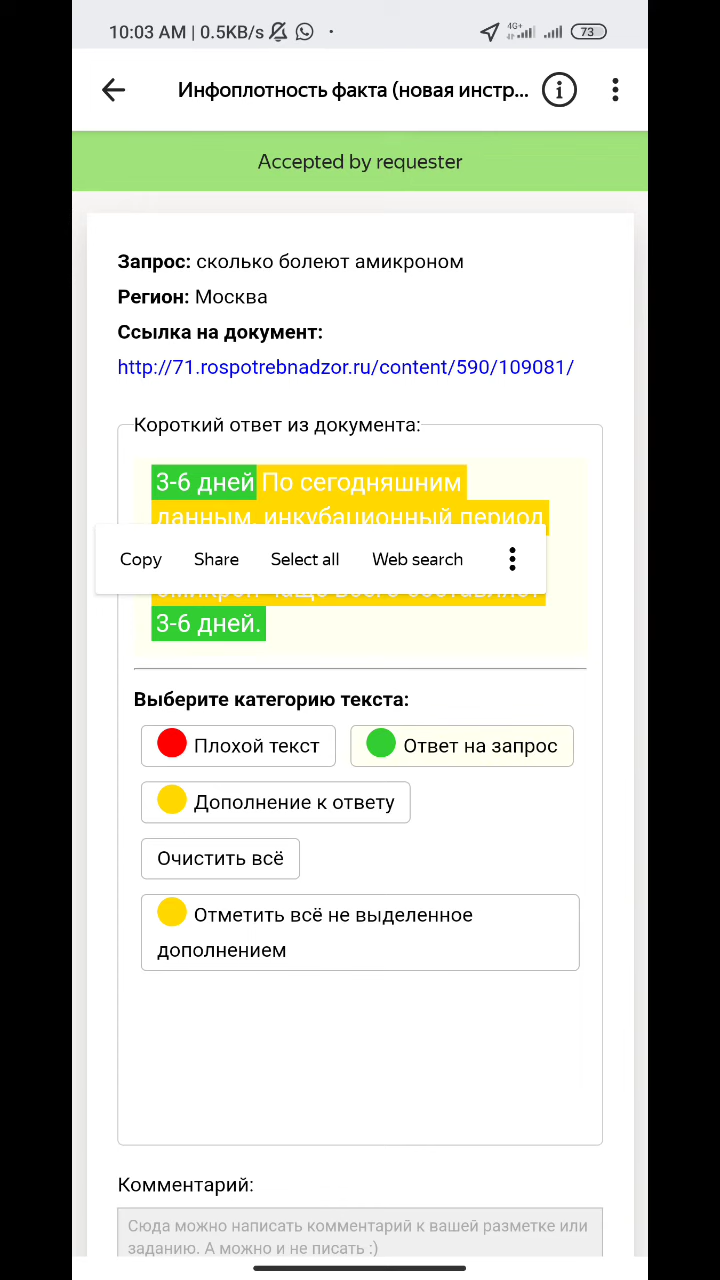 10:03 AM | 0.5KB/s
4G+
73
Инфоплотность факта (новая инстр...
Accepted by requester
Запрос: сколько болеют амикроном
Регион: Москва
Ссылка на документ:
http://71.rospotrebnadzor.ru/content/590/109081/
Короткий ответ из документа:
3-6 дней По сегодняшним
данным, инкубационный период
Copy Share Select all Web search
3-6 дней.
Выберите категорию текста:
Плохой текст
Ответ на запрос
Дополнение к ответу
Очистить всё
Отметить всё не выделенное
дополнением
Комментарий:
Сюда можно написать комментарий к вашей разметке или
заданию. А можно и не писать :)